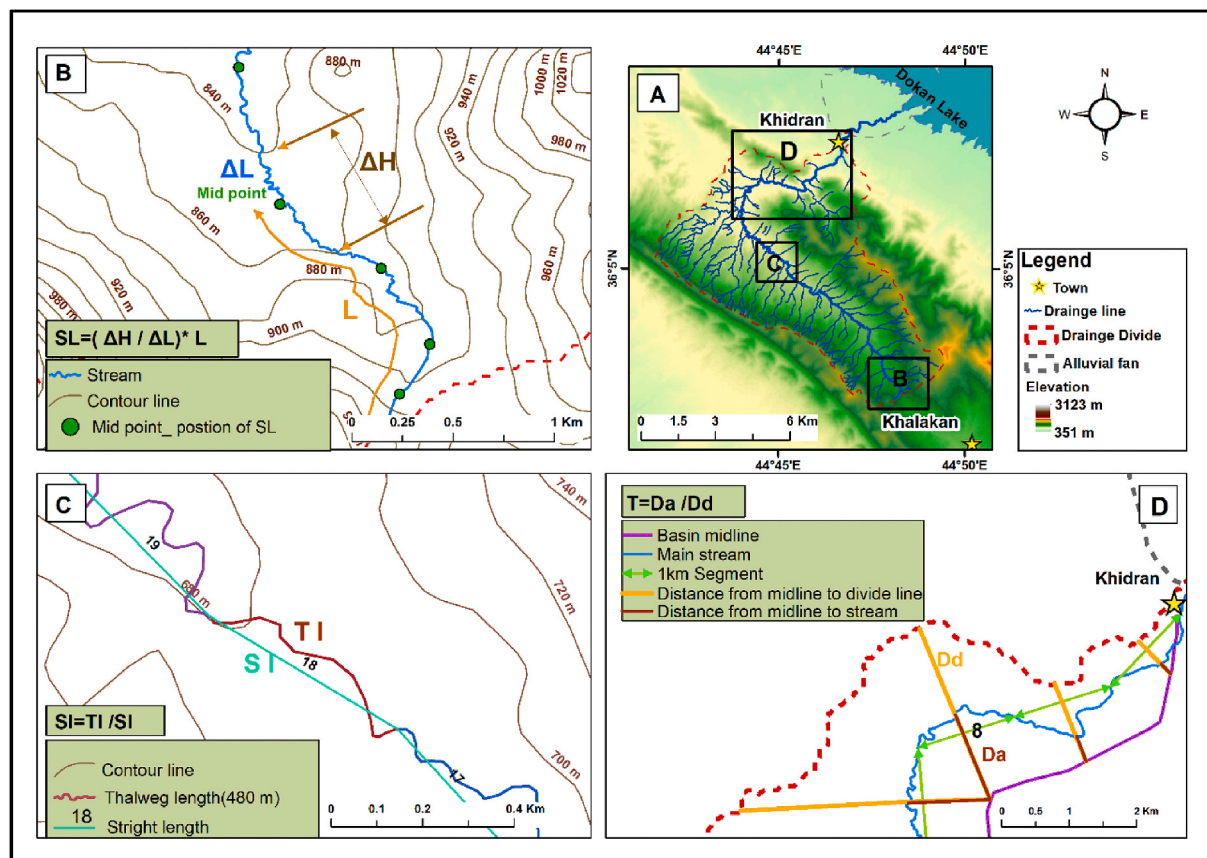 B
880 m
840 m
940 m
1000 m
1020 m
980 m
920 m
ΔH
ΔL
Mid point
860 m
880 m
960 m
920 m
980 m
900 m
L
940 m
SL=( ΔH / ΔL)* L
Stream
Contour line
Mid point_ postion of SL
0 0.25 0.5 1 Km
44°45'E 44°50'E
A
Dokan Lake
Khidran
D
C
36°5'N
36°5'N
B
0 1.5 3 6 Km
Khalakan
44°45'E 44°50'E
N
W E
S
Legend
Town
Drainge line
Drainge Divide
Alluvial fan
Elevation
3123 m
351 m
C
740 m
19
680 m
720 m
T l
18
S l
700 m
17
SI=Tl /Sl
Contour line
Thalweg length(480 m)
18
Stright length
0 0.1 0.2 0.4 Km
T=Da /Dd
D
Basin midline
Main stream
1km Segment
Distance from midline to divide line
Distance from midline to stream
Khidran
Dd
8
Da
0 0.5 1 2 Km